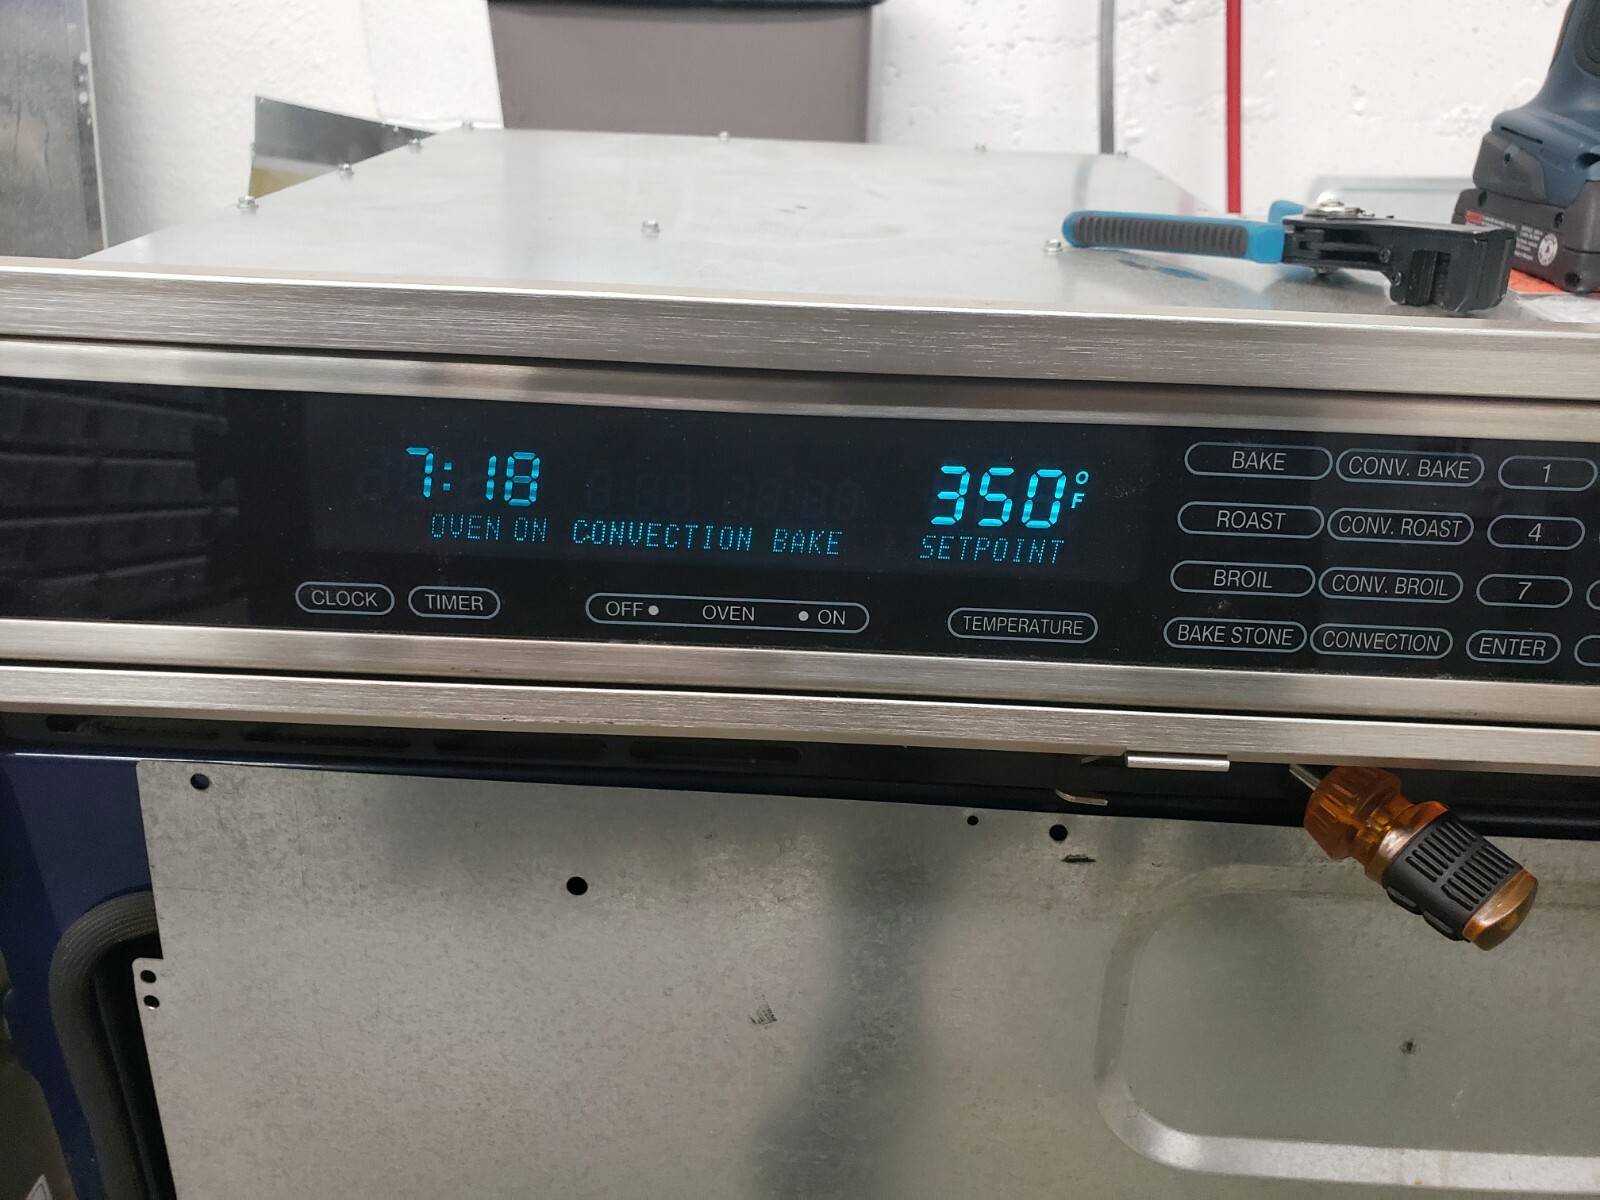 7:18
350°F
OVEN ON CONVECTION BAKE
SETPOINT
CLOCK
TIMER
OFF
OVEN
ON
TEMPERATURE
BAKE
CONV. BAKE
1
ROAST
CONV. ROAST
4
BROIL
CONV. BROIL
7
BAKE STONE
CONVECTION
ENTER